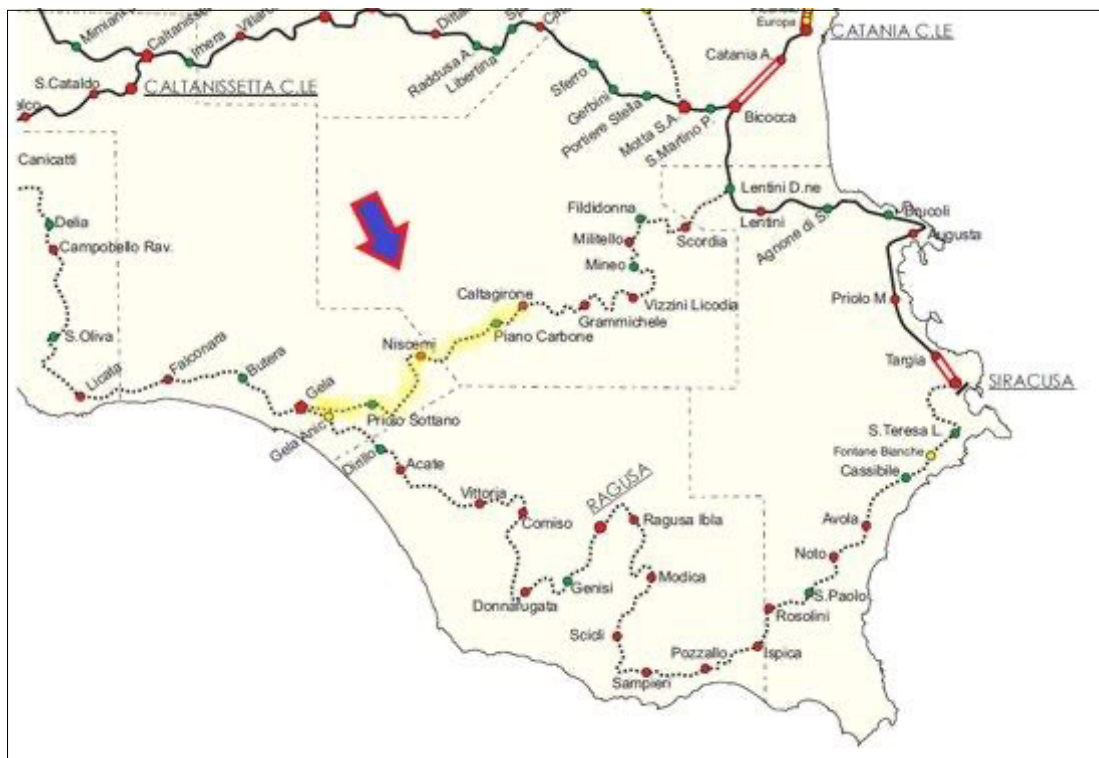 Europa
CATANIA C.LE
Mimiani
Imera
Catania A.
Raddusa A.
Libertina
S.Cataldo
CALTANISSETTA C.LE
Sferro
Gerbini
Portiere Stella
Motta S.A.
S.Martino P.
Bicocca
Canicatti
Lentini D.ne
Delia
Fildidonna
Lentini
Agnone di S.
Brucoli
Campobello Rav.
Militello
Scordia
Augusta
Mineo
Caltagirone
Vizzini Licodia
Priolo M
Grammichele
S.Oliva
Niscemi
Piano Carbone
Targia
Licata
Falconara
Butera
Gela
SIRACUSA
Gela Anic
Priolo Sottano
S.Teresa L.
Dirillo
Acate
Fontane Bianche
Cassibile
Vittoria
Comiso
RAGUSA
Ragusa Ibla
Avola
Noto
Donnafugata
Genisi
Modica
S.Paolo
Rosolini
Scicli
Pozzallo
Ispica
Sampieri